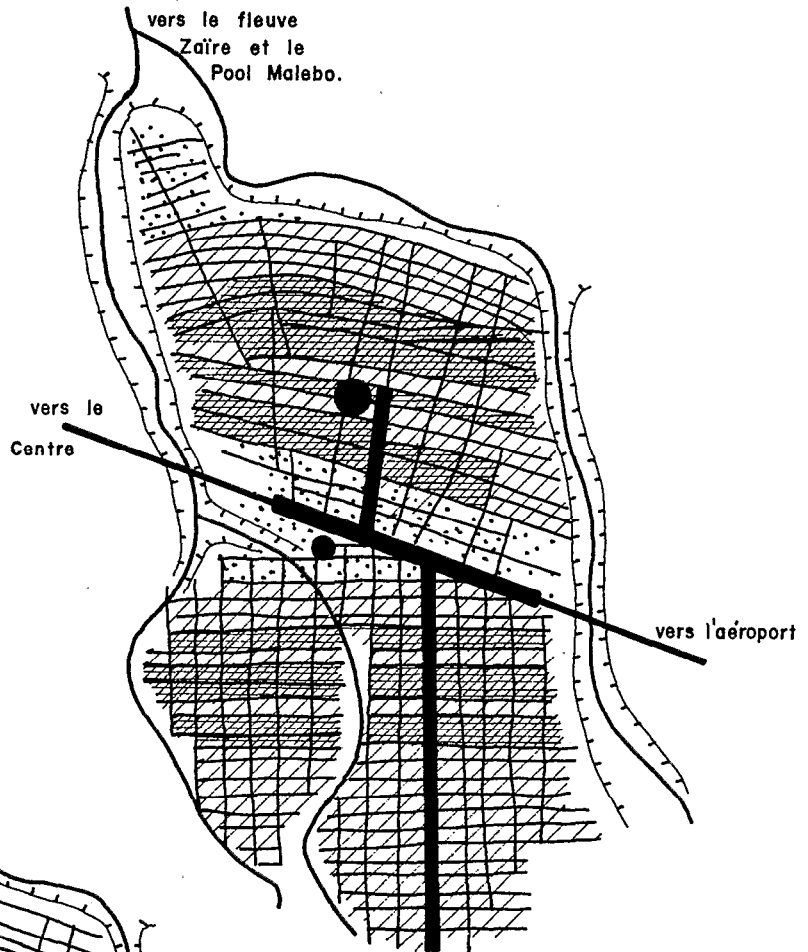 vers le fleuve
Zaïre et le
Pool Malebo.
vers le
Centre
vers l'aéroport